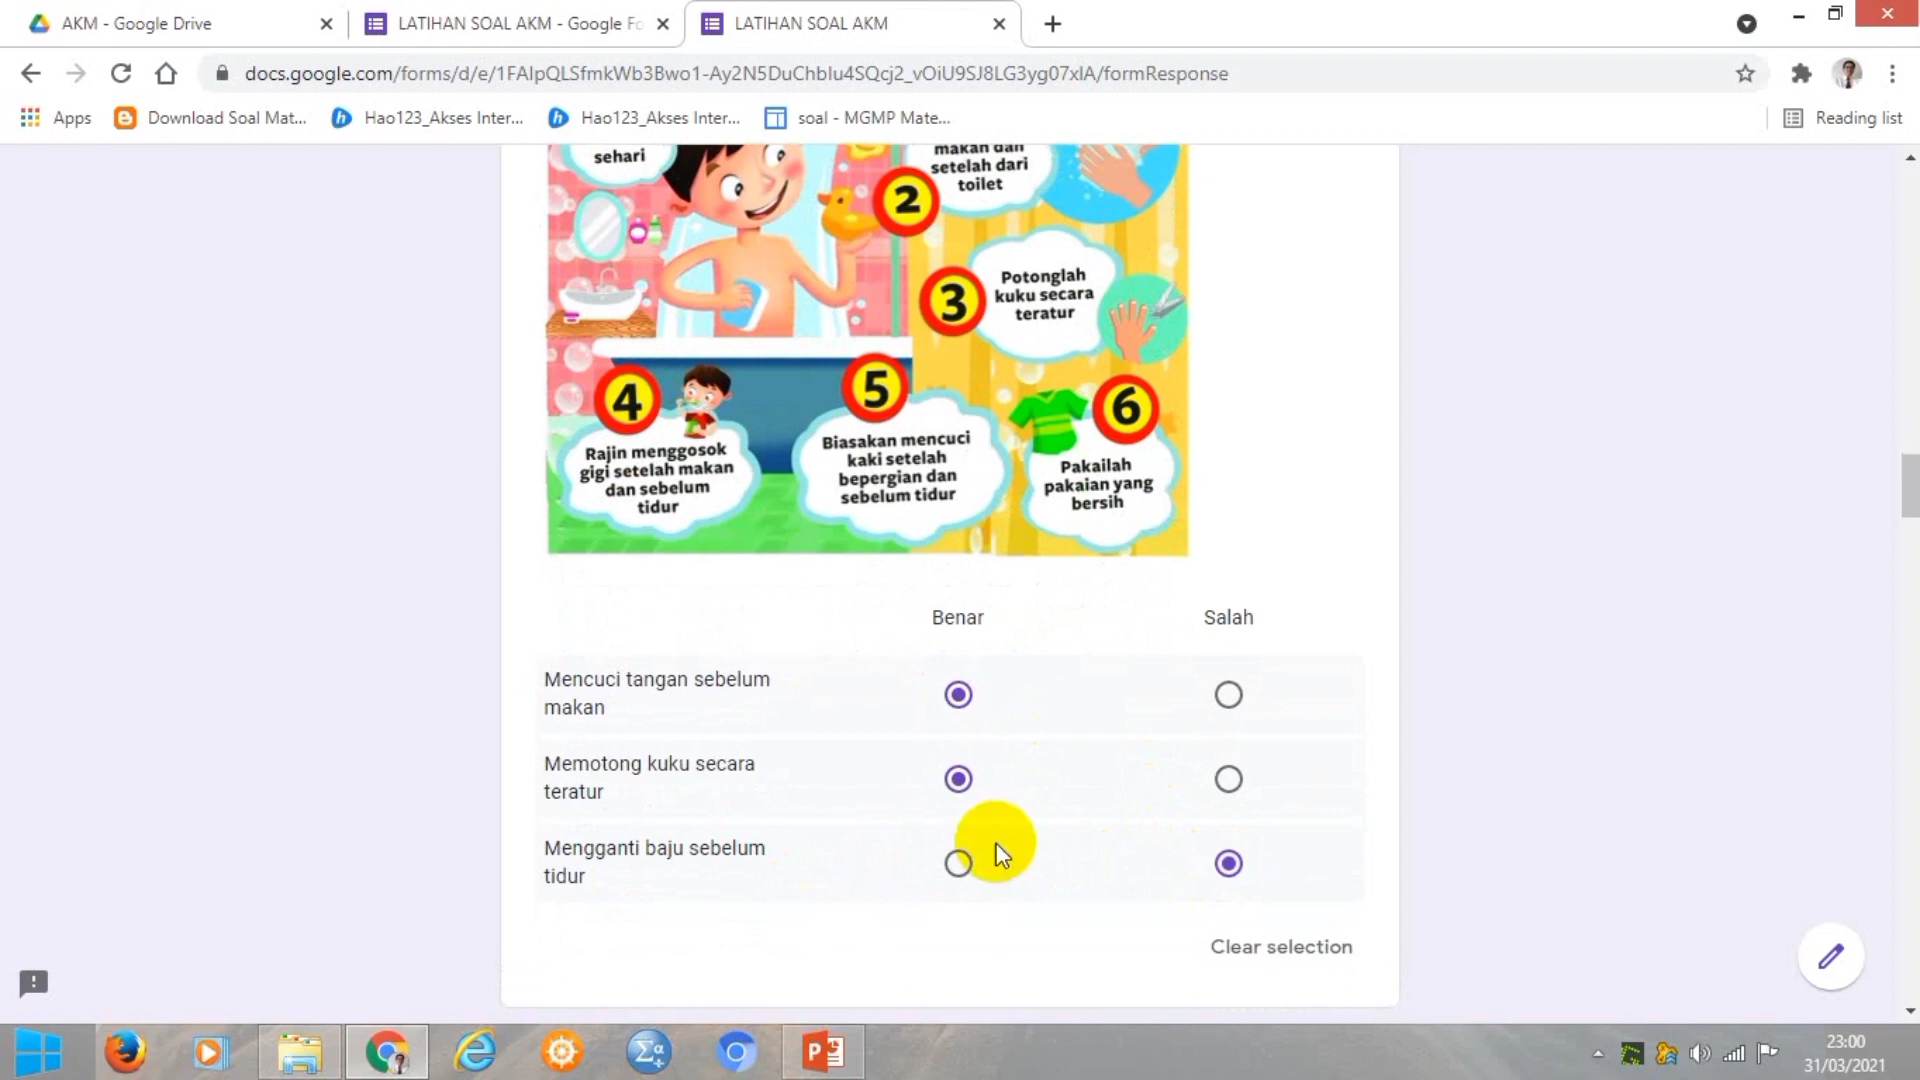 AKM - Google Drive
LATIHAN SOAL AKM - Google Fo
LATIHAN SOAL AKM
docs.google.com/forms/d/e/1FAIpQLSfmkWb3Bwo1-Ay2N5DuChbIu4SQcj2_vOiU9SJ8LG3yg07xIA/formResponse
Apps
Download Soal Mat...
Hao123_Akses Inter...
Hao123_Akses Inter...
soal - MGMP Mate...
Reading list
sehari
2
makan dan
setelah dari
toilet
3
Potonglah
kuku secara
teratur
4
Rajin menggosok
gigi setelah makan
dan sebelum
tidur
5
Biasakan mencuci
kaki setelah
bepergian dan
sebelum tidur
6
Pakailah
pakaian yang
bersih
Benar
Salah
Mencuci tangan sebelum
makan
Memotong kuku secara
teratur
Mengganti baju sebelum
tidur
Clear selection
23:00
31/03/2021